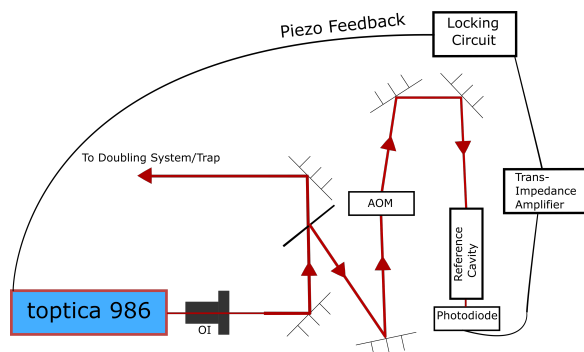 Piezo Feedback
Locking
Circuit
To Doubling System/Trap
Trans-
Impedance
Amplifier
AOM
Reference
Cavity
toptica 986
OI
Photodiode